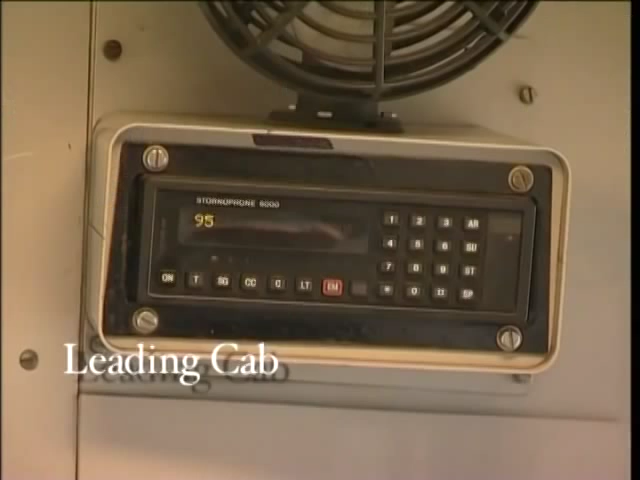 STORNOPHONE 6000
95
1 2 3 AR
4 5 6 SU
7 8 9 ST
ON T SG CC C LT EM * 0 SP
Leading Cab